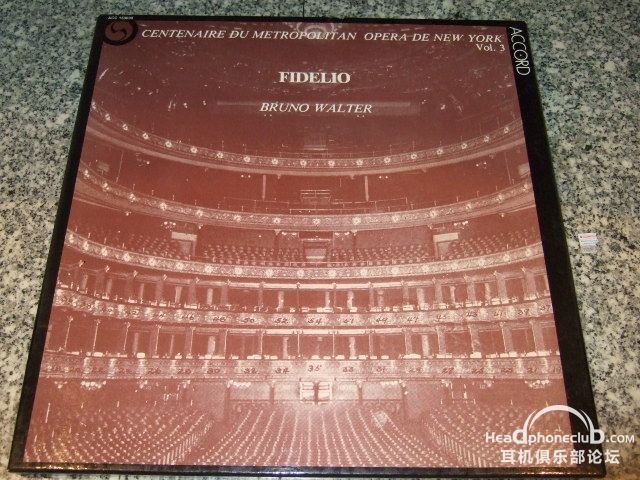 CENTENAIRE DU METROPOLITAN OPERA DE NEW YORK
Vol. 3
ACCORD
FIDELIO
BRUNO WALTER
Headphoneclub.com
耳机俱乐部论坛